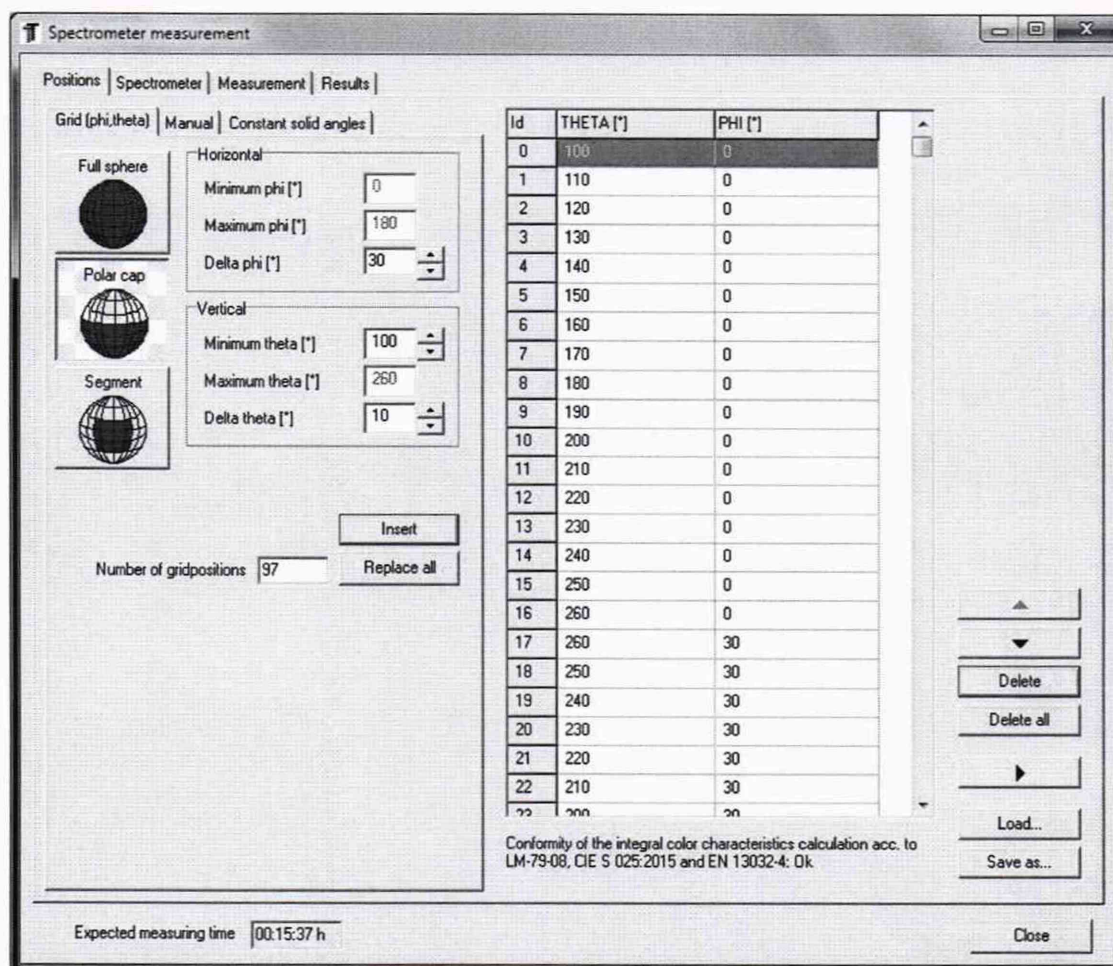 Spectrometer measurement
Positions Spectrometer Measurement Results
Grid (phi,theta) Manual Constant solid angles
Full sphere
Polar cap
Segment
Horizontal
Minimum phi [°] 0
Maximum phi [°] 180
Delta phi [°] 30
Vertical
Minimum theta [°] 100
Maximum theta [°] 260
Delta theta [°] 10
Insert
Number of gridpositions 97 Replace all
Id THETA [°] PHI [°]
0 100 0
1 110 0
2 120 0
3 130 0
4 140 0
5 150 0
6 160 0
7 170 0
8 180 0
9 190 0
10 200 0
11 210 0
12 220 0
13 230 0
14 240 0
15 250 0
16 260 0
17 260 30
18 250 30
19 240 30
20 230 30
21 220 30
22 210 30
23 200 30
Conformity of the integral color characteristics calculation acc. to
LM-79-08, CIE S 025:2015 and EN 13032-4: Ok
Delete
Delete all
Load...
Save as...
Expected measuring time 00:15:37 h
Close